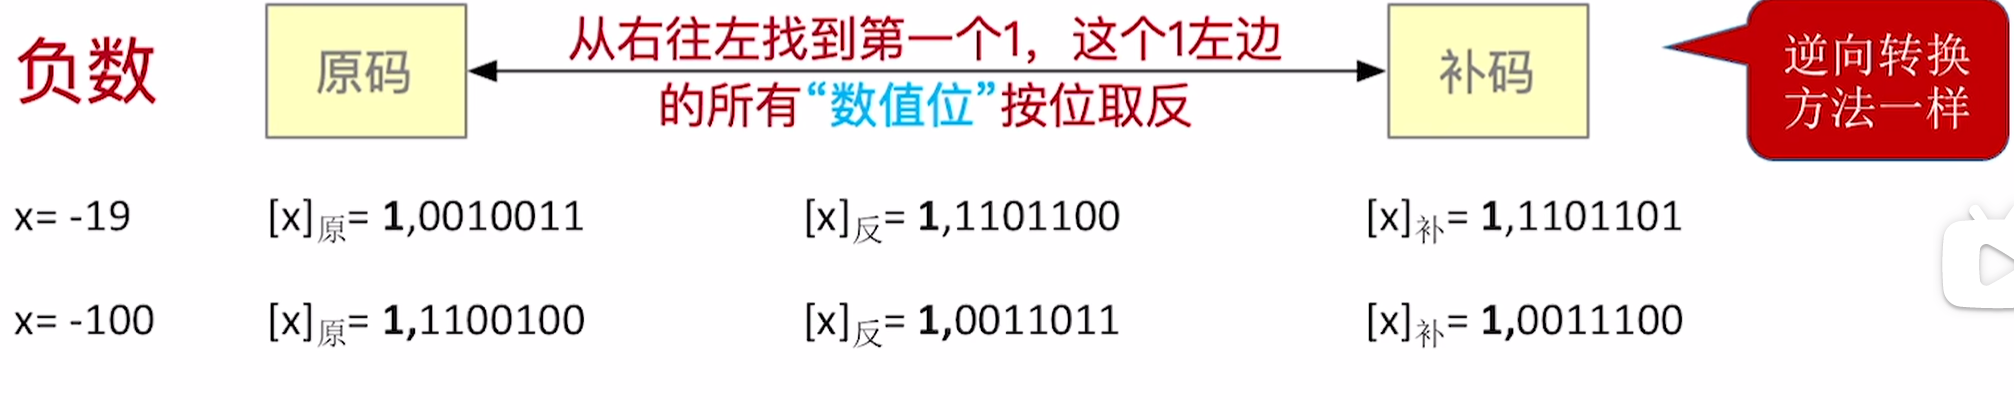 负数
原码
从右往左找到第一个1，这个1左边
的所有“数值位”按位取反
补码
逆向转换
方法一样
x= -19 [x]原= 1,0010011 [x]反= 1,1101100 [x]补= 1,1101101
x= -100 [x]原= 1,1100100 [x]反= 1,0011011 [x]补= 1,0011100